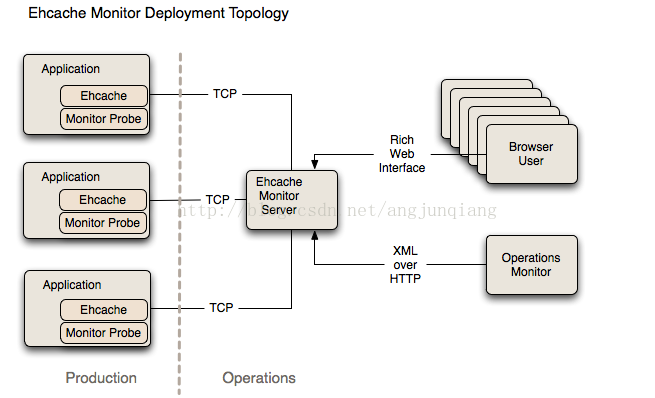 Ehcache Monitor Deployment Topology
Application
Ehcache
Monitor Probe
TCP
Application
Ehcache
Monitor Probe
TCP
Application
Ehcache
Monitor Probe
TCP
Ehcache
Monitor
Server
Rich
Web
Interface
Browser
User
XML
over
HTTP
Operations
Monitor
Production
Operations
http://blog.csdn.net/angjunqiang